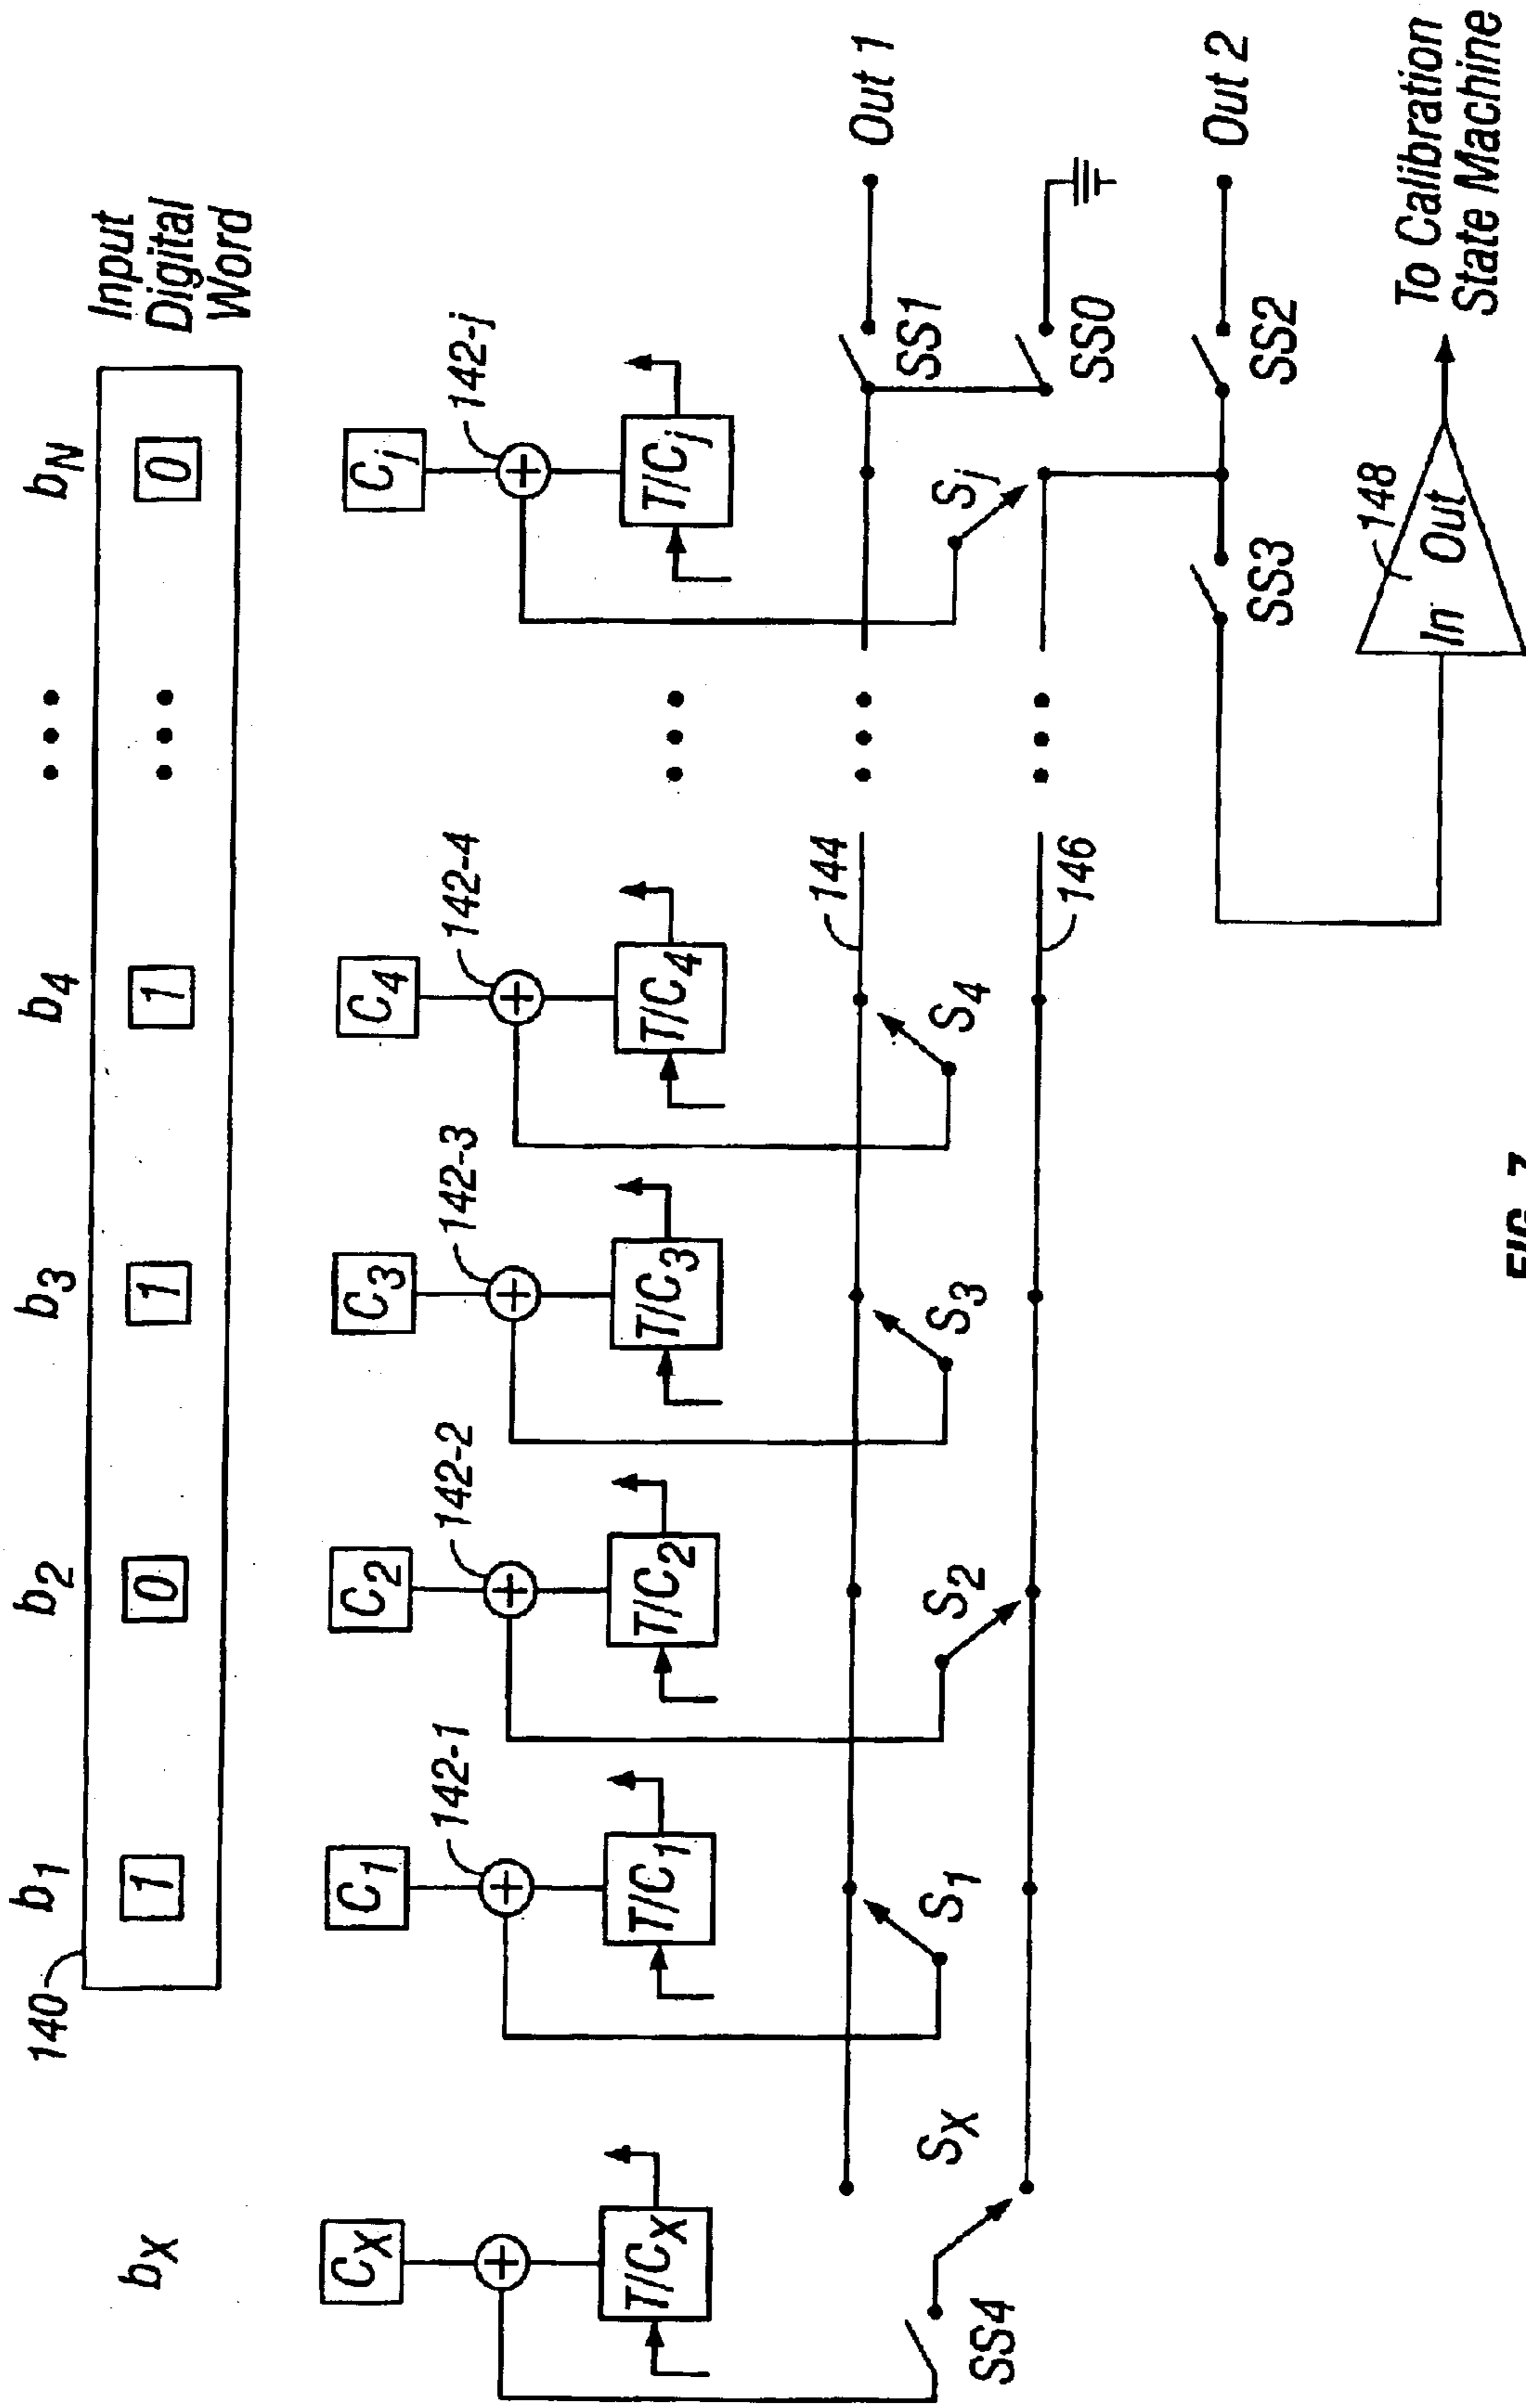 Input
Digital
Word
140
b1 b2 b3 b4 ••• bN
1 0 1 1 ••• 0
bX
CX C1 C2 C3 C4 Cj
142-1 142-2 142-3 142-4 142-j
T/CX T/C1 T/C2 T/C3 T/C4 ••• T/Cj
144
Out 1
SS1
SX S1 S2 S3 S4 Sj
SS4
146
SS0
SS3
SS2
Out 2
148
In Out
To Calibration
State Machine
FIG. 7